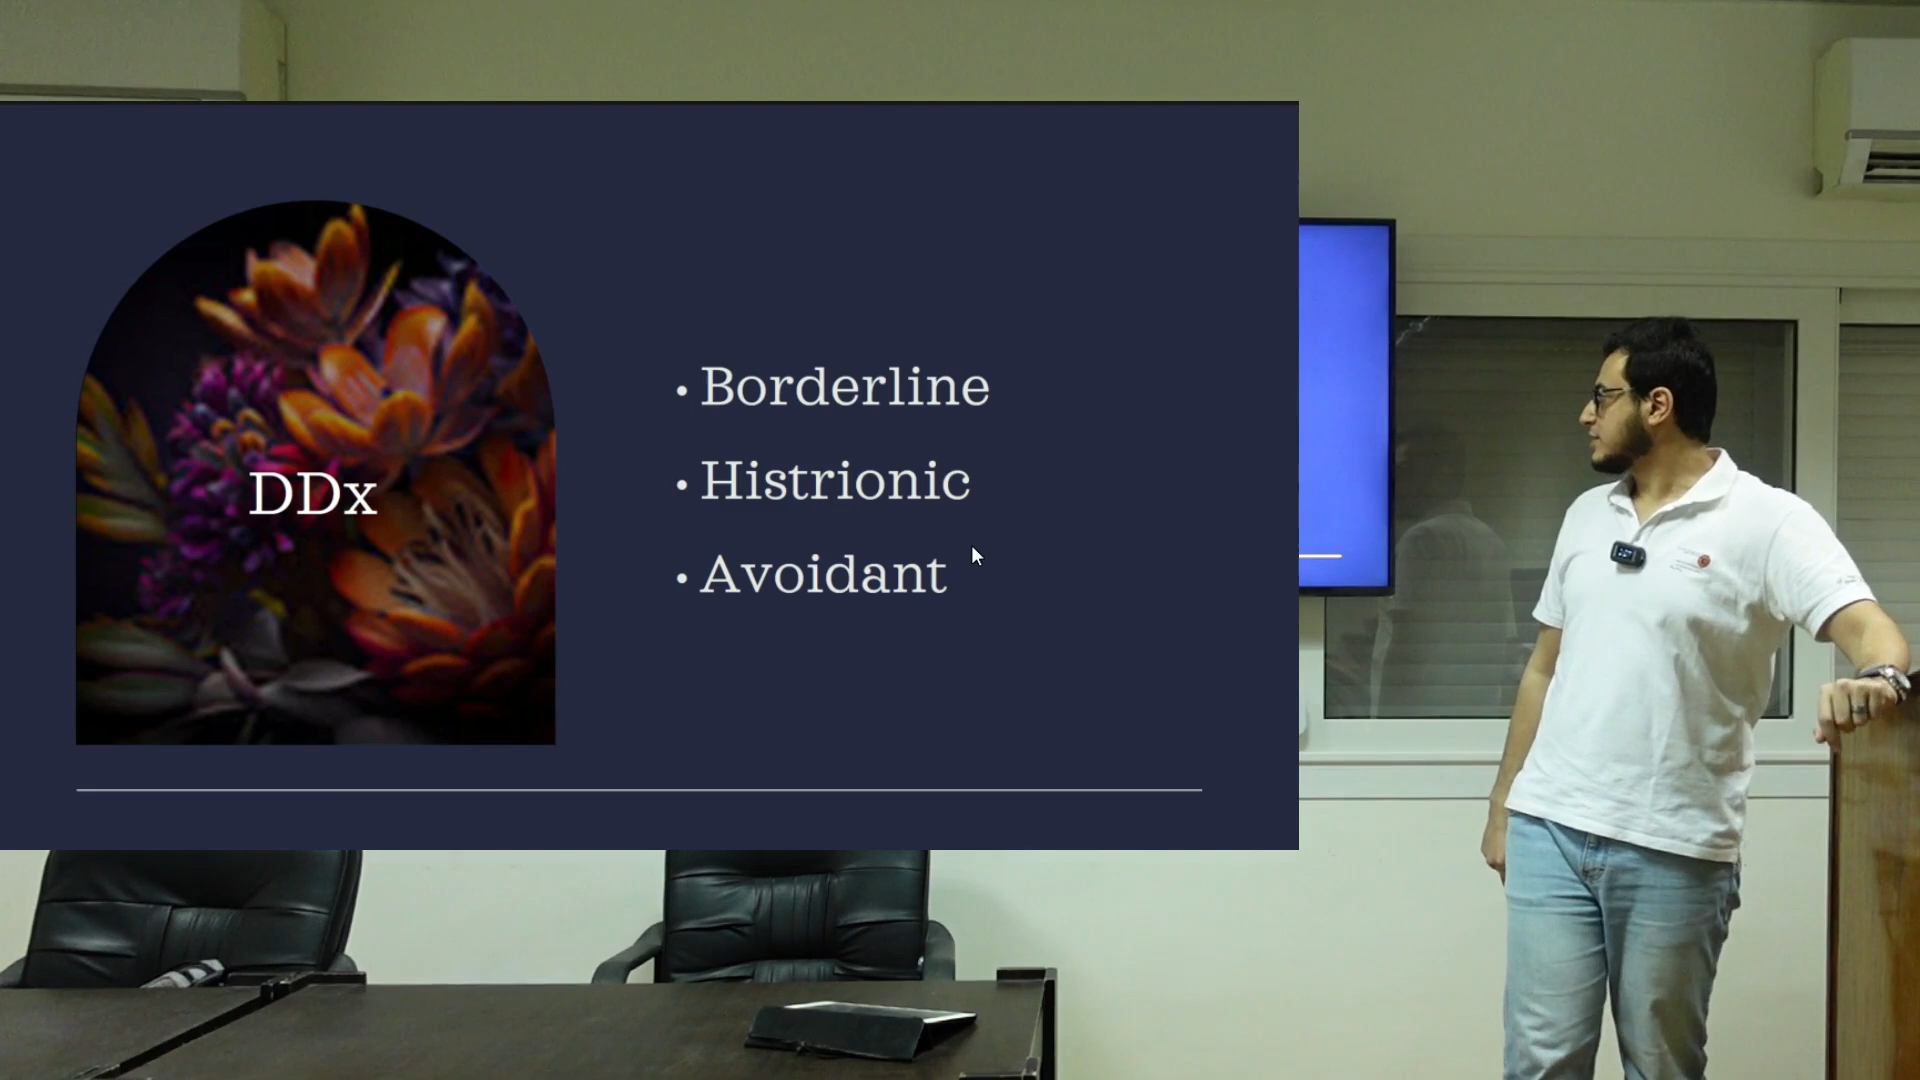 DDx
• Borderline
• Histrionic
• Avoidant